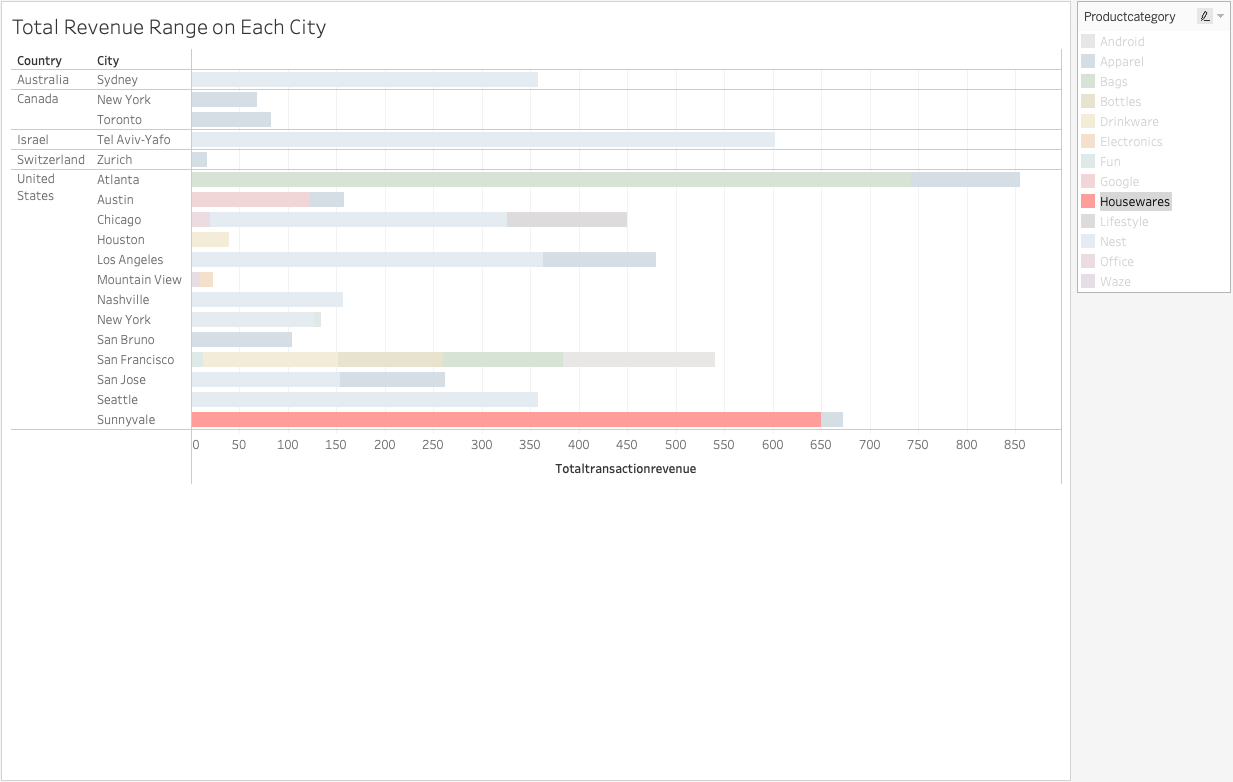 Total Revenue Range on Each City
Country City
Australia Sydney
Canada New York
Toronto
Israel Tel Aviv-Yafo
Switzerland Zurich
United States Atlanta
Austin
Chicago
Houston
Los Angeles
Mountain View
Nashville
New York
San Bruno
San Francisco
San Jose
Seattle
Sunnyvale
0 50 100 150 200 250 300 350 400 450 500 550 600 650 700 750 800 850
Totaltransactionrevenue
Productcategory
Android
Apparel
Bags
Bottles
Drinkware
Electronics
Fun
Google
Housewares
Lifestyle
Nest
Office
Waze